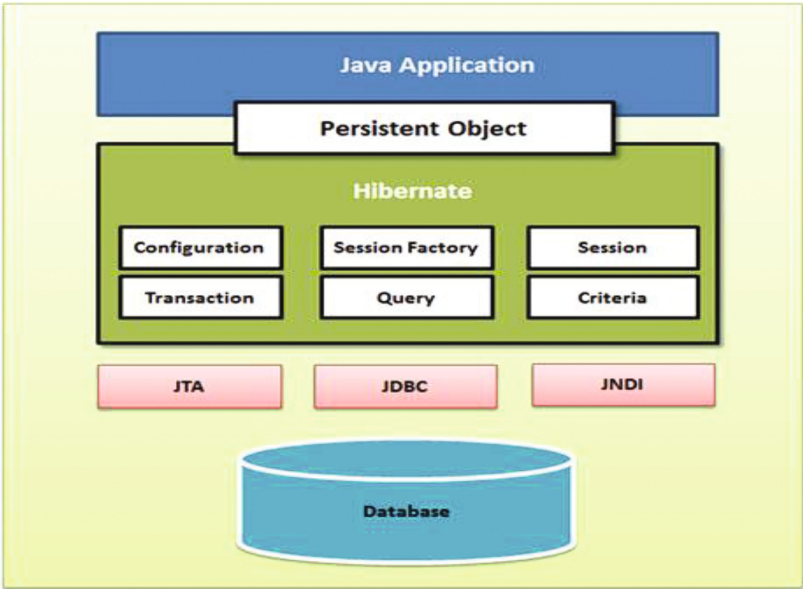 Java Application
Persistent Object
Hibernate
Configuration
Session Factory
Session
Transaction
Query
Criteria
JTA
JDBC
JNDI
Database